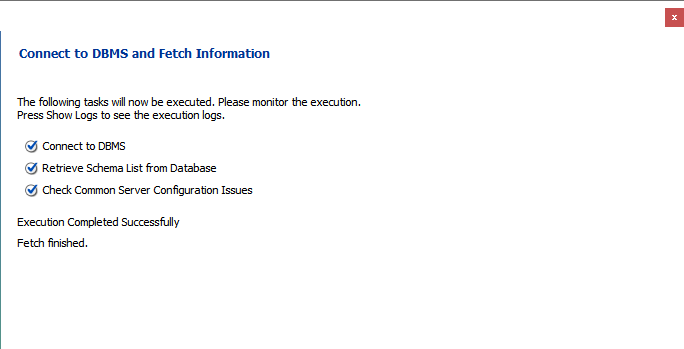 x
Connect to DBMS and Fetch Information
The following tasks will now be executed. Please monitor the execution.
Press Show Logs to see the execution logs.
Connect to DBMS
Retrieve Schema List from Database
Check Common Server Configuration Issues
Execution Completed Successfully
Fetch finished.